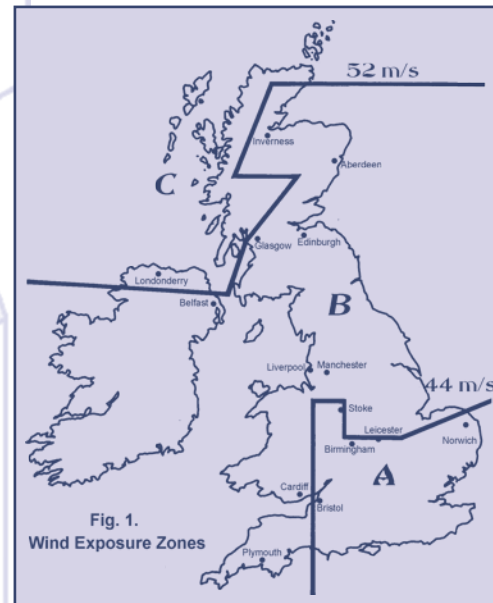 52 m/s
Inverness
Aberdeen
C
Glasgow
Edinburgh
Londonderry
Belfast
B
Liverpool
Manchester
44 m/s
Stoke
Leicester
Norwich
Birmingham
A
Cardiff
Bristol
Fig. 1.
Wind Exposure Zones
Plymouth